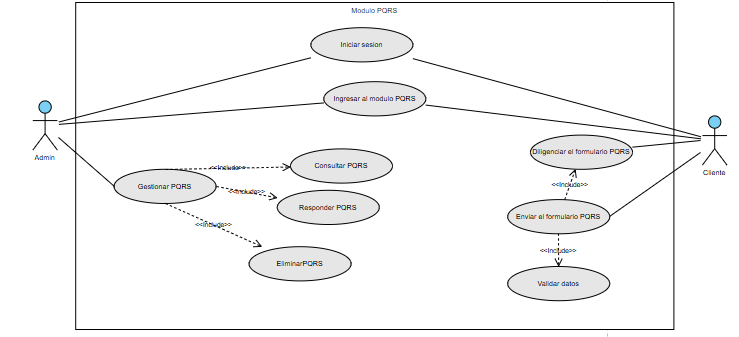 Modulo PQRS
Iniciar sesion
Ingresar al modulo PQRS
Admin
Cliente
Diligenciar el formulario PQRS
<<Include>>
Consultar PQRS
Gestionar PQRS
<<Include>>
<<Include>>
Responder PQRS
Enviar el formulario PQRS
<<Include>>
<<Include>>
EliminarPQRS
Validar datos